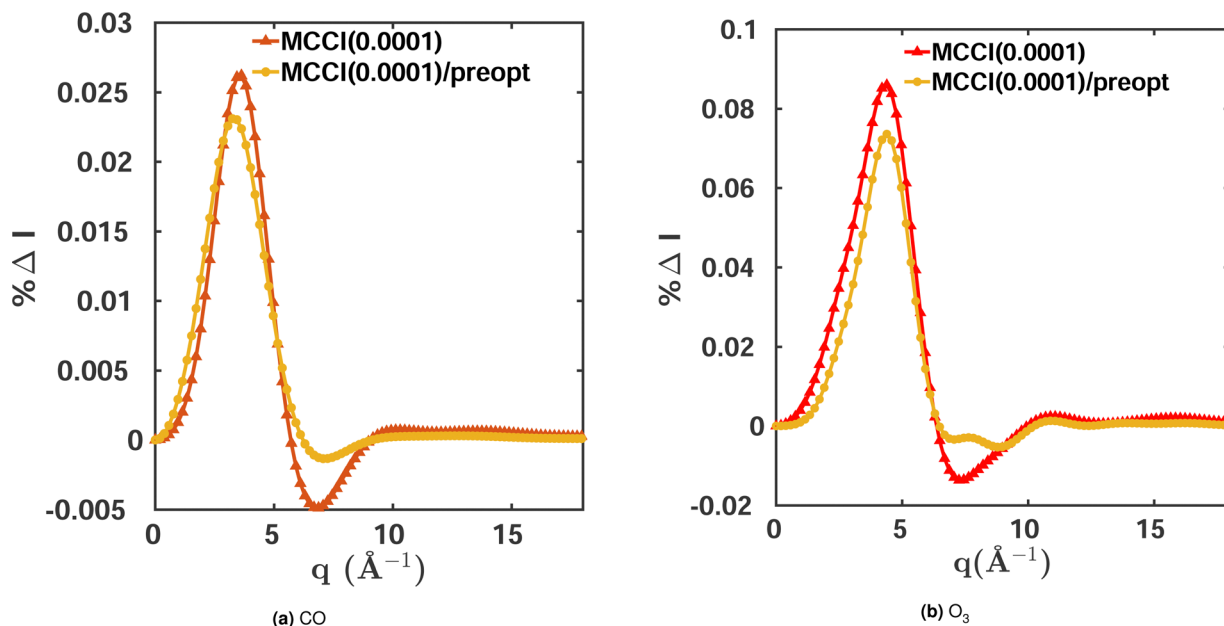 0.03
0.025
0.02
0.015
0.01
0.005
0
-0.005
% Δ I
MCCI(0.0001)
MCCI(0.0001)/preopt
0 5 10 15
q (Å⁻¹)
(a) CO
0.1
0.08
0.06
0.04
0.02
0
-0.02
% Δ I
MCCI(0.0001)
MCCI(0.0001)/preopt
0 5 10 15
q(Å⁻¹)
(b) O₃